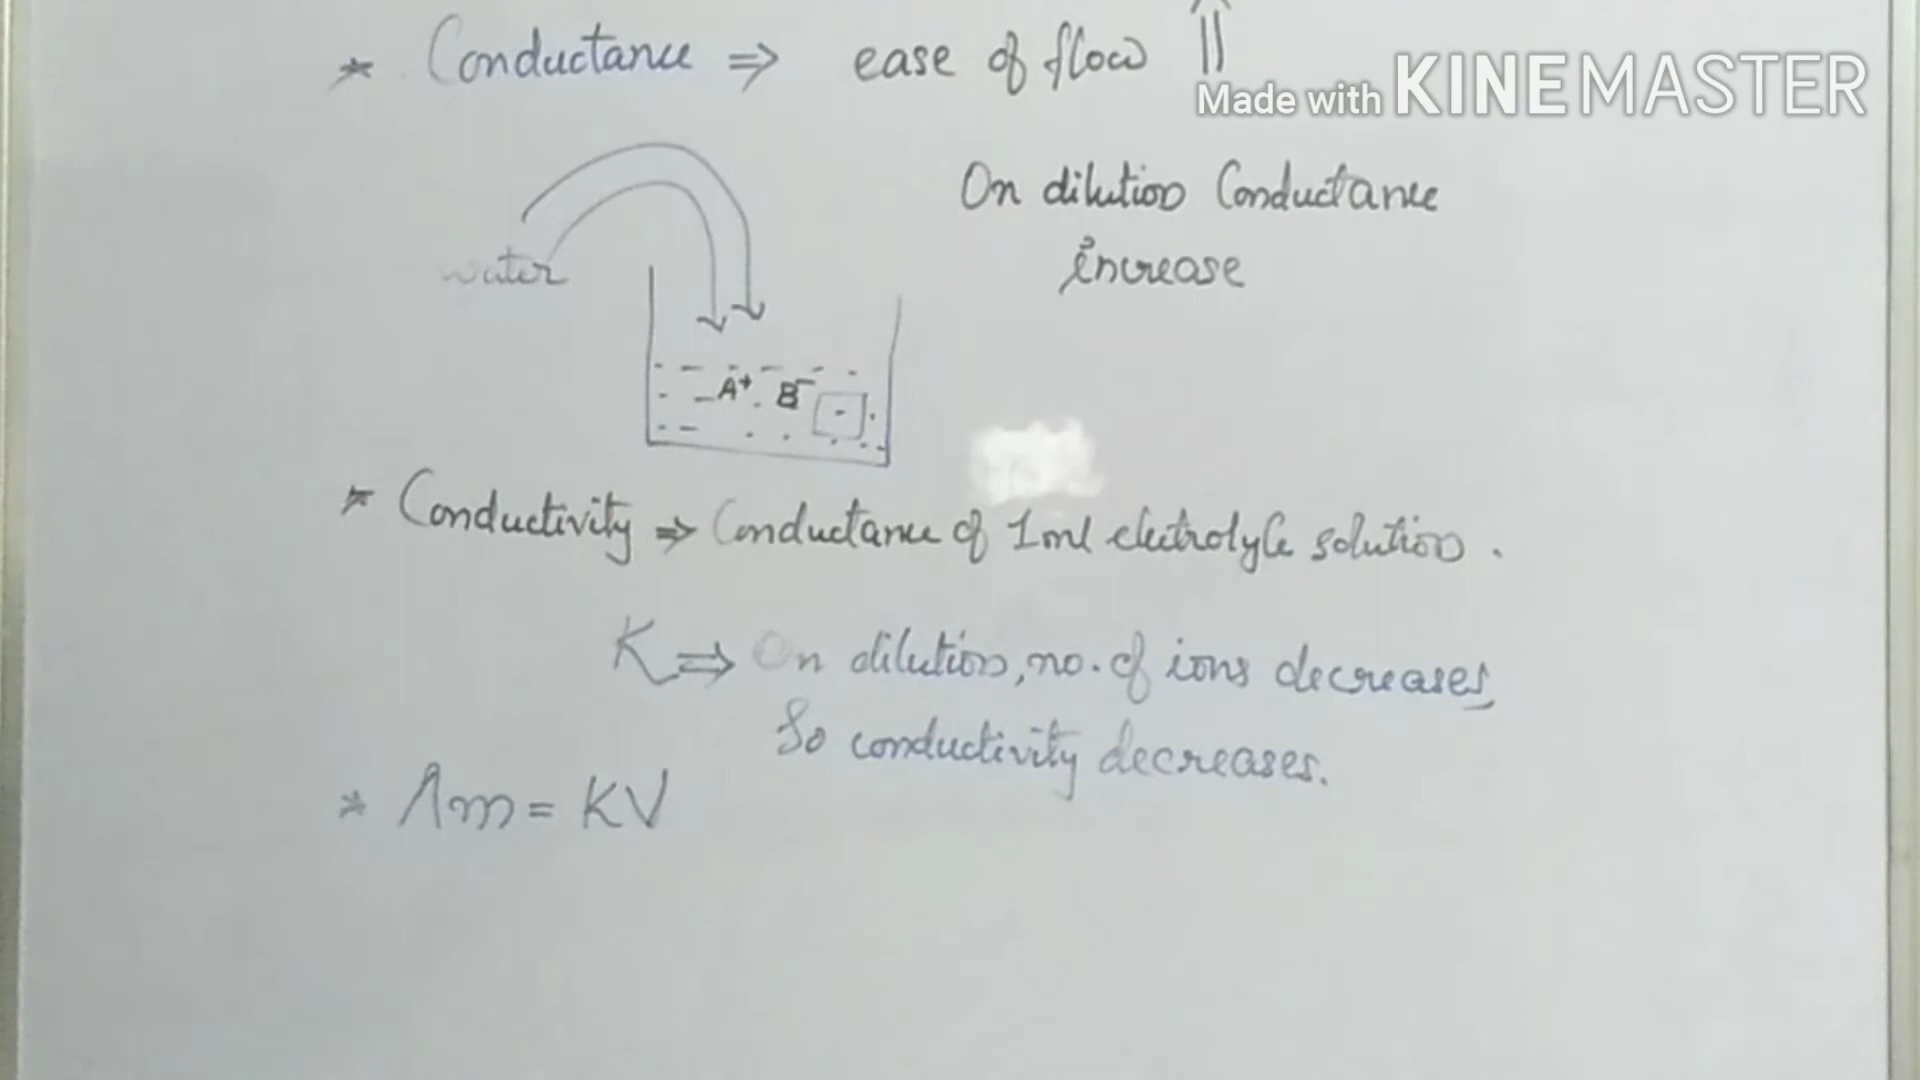 * Conductance ⇒ ease of flow
Made with KINEMASTER
On dilution Conductance
increase
water
A⁺ B⁻
* Conductivity ⇒ Conductance of 1ml electrolyte solution.
K ⇒ On dilution, no. of ions decreases,
So conductivity decreases.
* Λm = KV